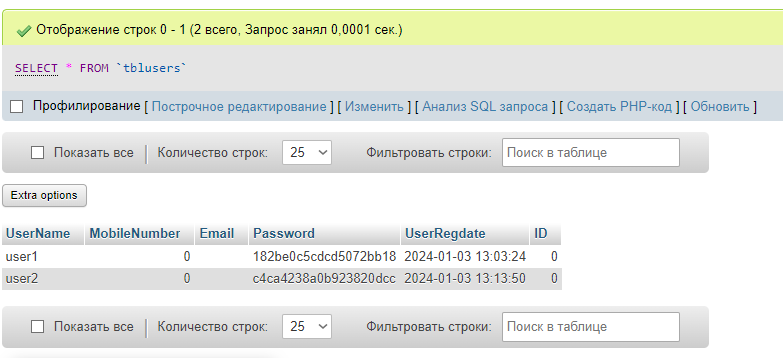 Отображение строк 0 - 1 (2 всего, Запрос занял 0,0001 сек.)
SELECT * FROM `tblusers`
Профилирование [ Построчное редактирование ] [ Изменить ] [ Анализ SQL запроса ] [ Создать PHP-код ] [ Обновить ]
Показать все Количество строк: 25 Фильтровать строки: Поиск в таблице
Extra options
UserName MobileNumber Email Password UserRegdate ID
user1 0 182be0c5cdcd5072bb18 2024-01-03 13:03:24 0
user2 0 c4ca4238a0b923820dcc 2024-01-03 13:13:50 0
Показать все Количество строк: 25 Фильтровать строки: Поиск в таблице